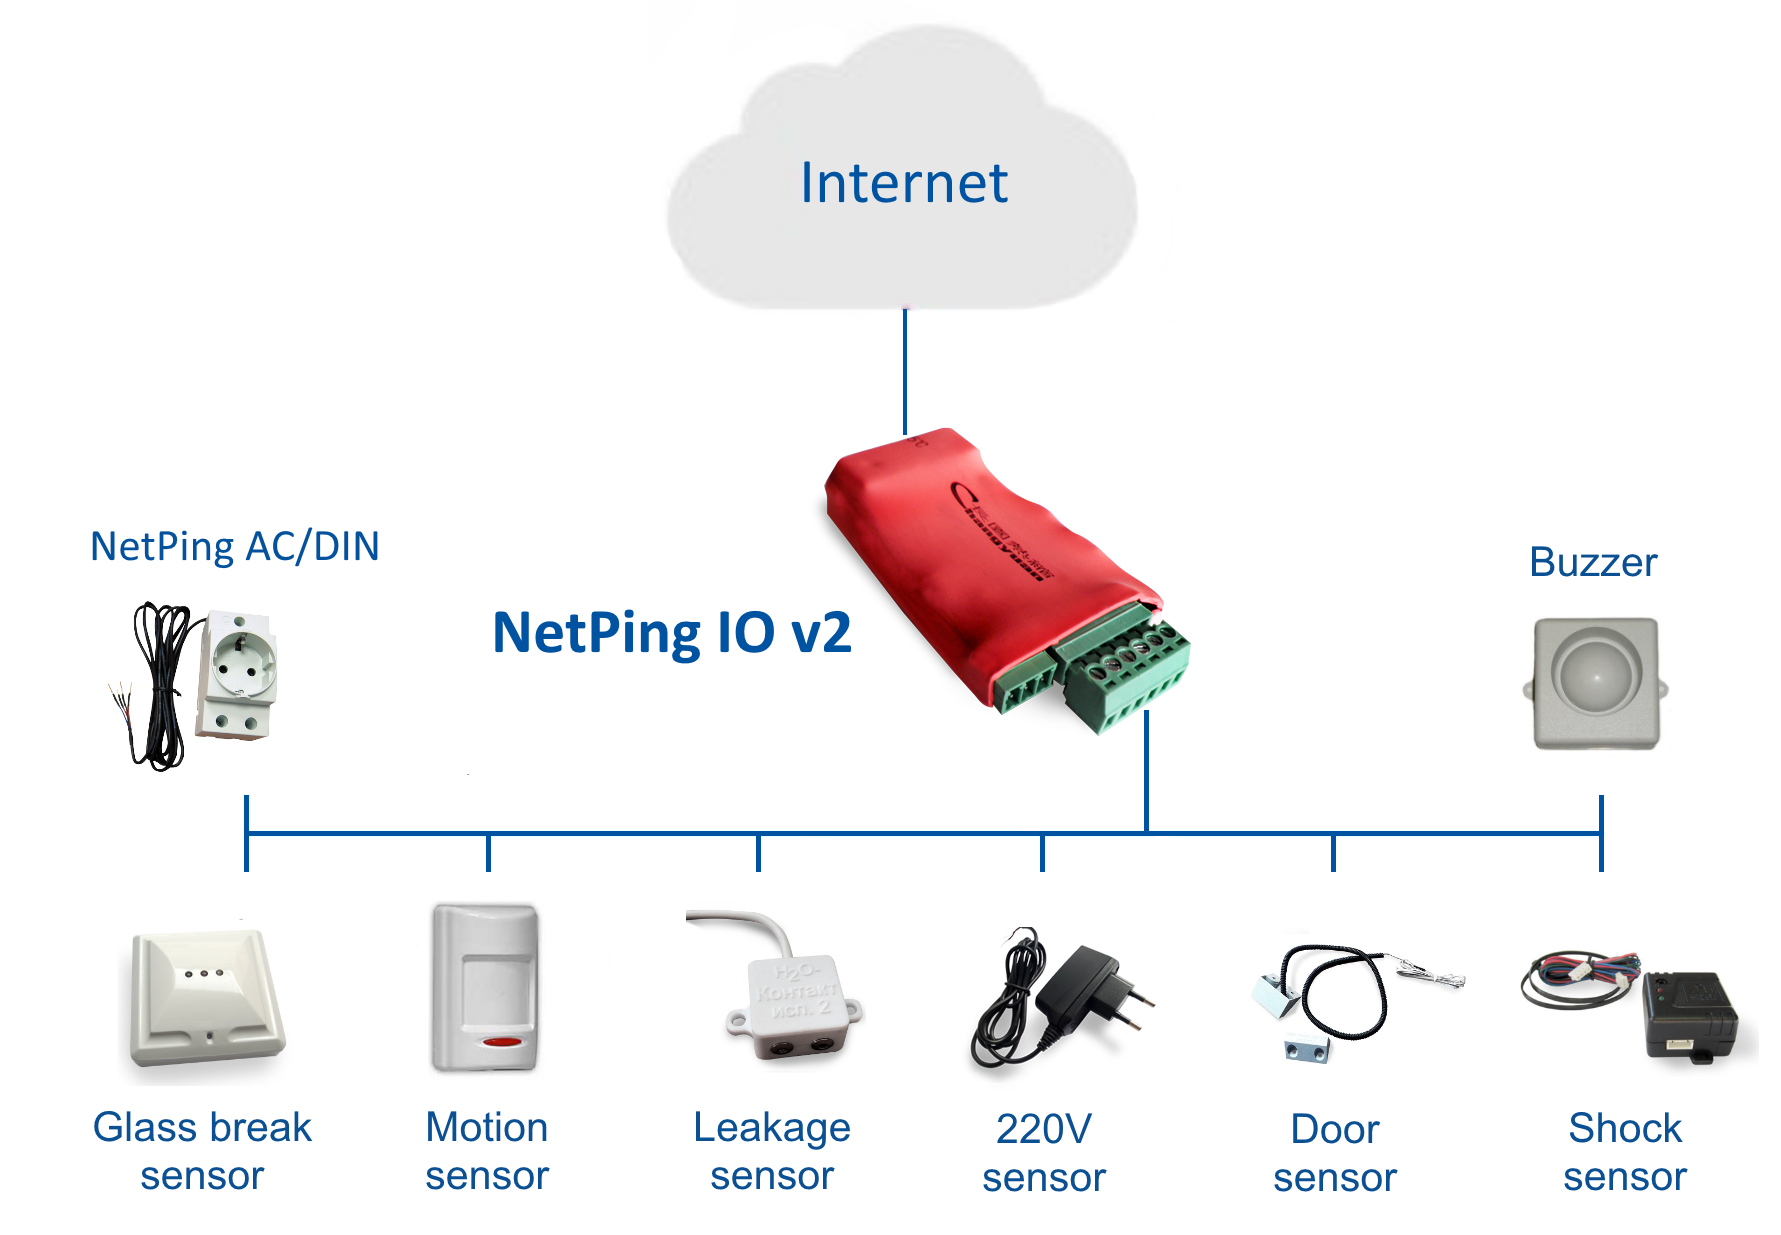 Internet
NetPing AC/DIN
NetPing IO v2
Changyuan
Buzzer
H₂O-
Контакт
исп. 2
Glass break
sensor
Motion
sensor
Leakage
sensor
220V
sensor
Door
sensor
Shock
sensor